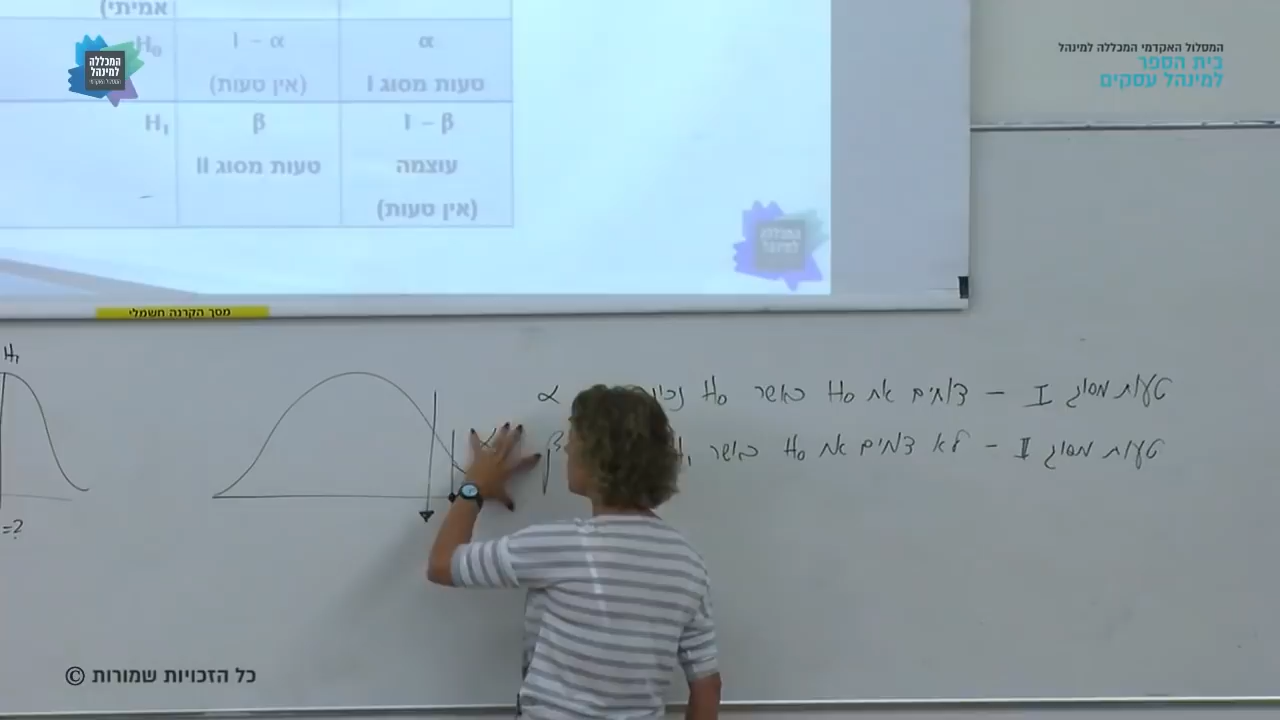 אמיתי)
H0
1 - α
α
(אין טעות)
טעות מסוג I
H1
β
1 - β
טעות מסוג II
עוצמה
(אין טעות)
המכללה
למינהל
המסלול האקדמי המכללה למינהל
בית הספר
למינהל עסקים
המכללה
למינהל
מסך הקרנה חשמלי
טעות מסוג I – דוחים את H0 כאשר H0 α
טעות מסוג II – לא דוחים את H0 כאשר H1 β
H1
=?
α
כל הזכויות שמורות ©